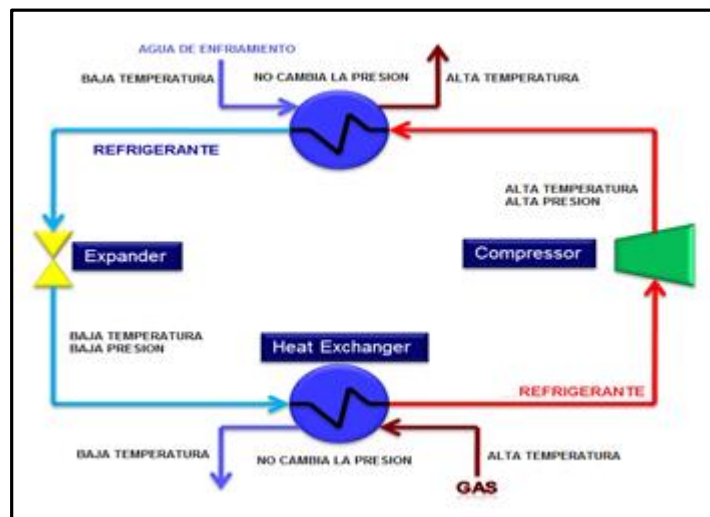 AGUA DE ENFRIAMIENTO
BAJA TEMPERATURA
NO CAMBIA LA PRESION
ALTA TEMPERATURA
REFRIGERANTE
ALTA TEMPERATURA
ALTA PRESION
Expander
Compressor
BAJA TEMPERATURA
BAJA PRESION
Heat Exchanger
REFRIGERANTE
BAJA TEMPERATURA
NO CAMBIA LA PRESION
ALTA TEMPERATURA
GAS